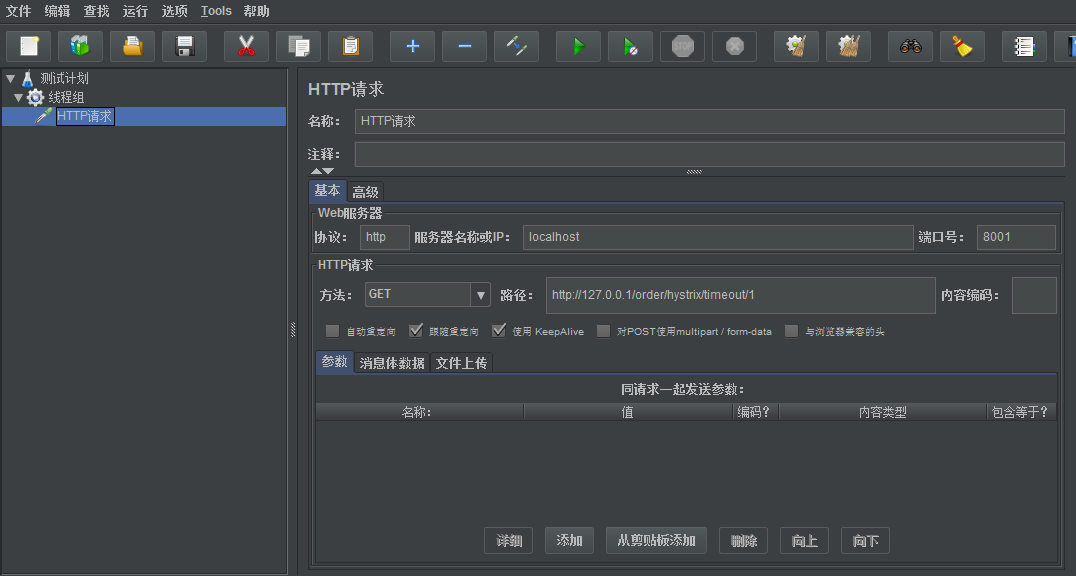 文件 编辑 查找 运行 选项 Tools 帮助
STOP
测试计划
线程组
HTTP请求
HTTP请求
名称： HTTP请求
注释：
基本 高级
Web服务器
协议： http 服务器名称或IP： localhost 端口号： 8001
HTTP请求
方法： GET 路径： http://127.0.0.1/order/hystrix/timeout/1 内容编码：
自动重定向 跟随重定向 使用 KeepAlive 对POST使用multipart / form-data 与浏览器兼容的头
参数 消息体数据 文件上传
同请求一起发送参数：
名称： 值 编码？ 内容类型 包含等于？
详细 添加 从剪贴板添加 删除 向上 向下